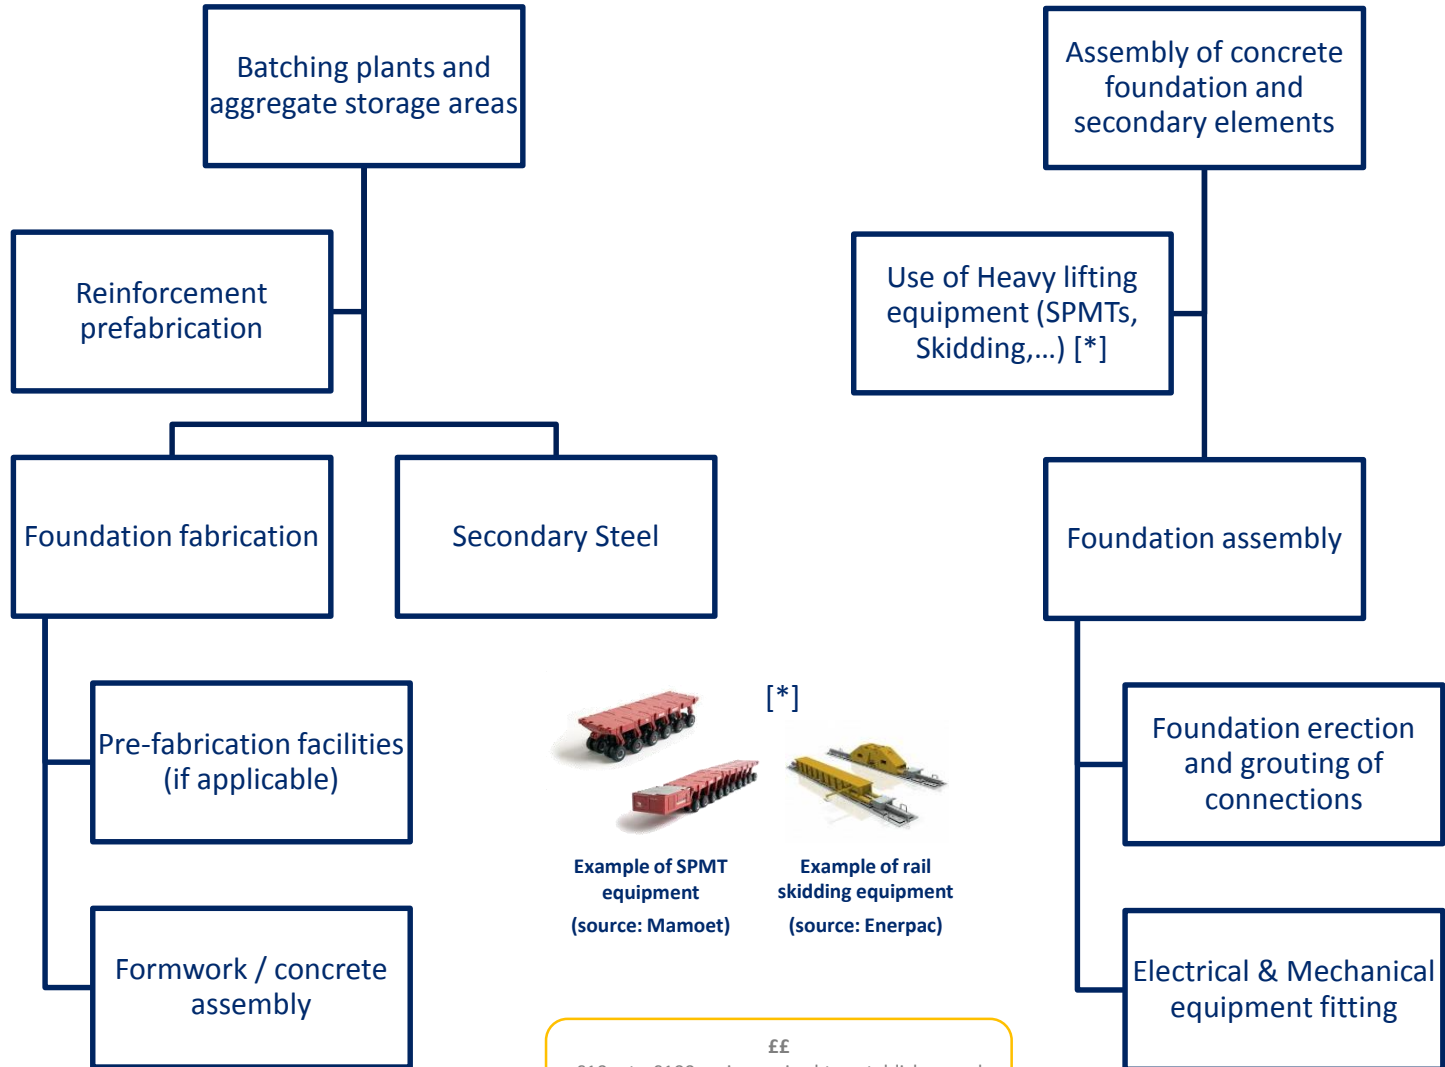 Batching plants and
aggregate storage areas
Reinforcement
prefabrication
Foundation fabrication
Secondary Steel
Pre-fabrication facilities
(if applicable)
Formwork / concrete
assembly
Assembly of concrete
foundation and
secondary elements
Use of Heavy lifting
equipment (SPMTs,
Skidding,...) [*]
Foundation assembly
Foundation erection
and grouting of
connections
Electrical & Mechanical
equipment fitting
[*]
Example of SPMT
equipment
(source: Mamoet)
Example of rail
skidding equipment
(source: Enerpac)
££